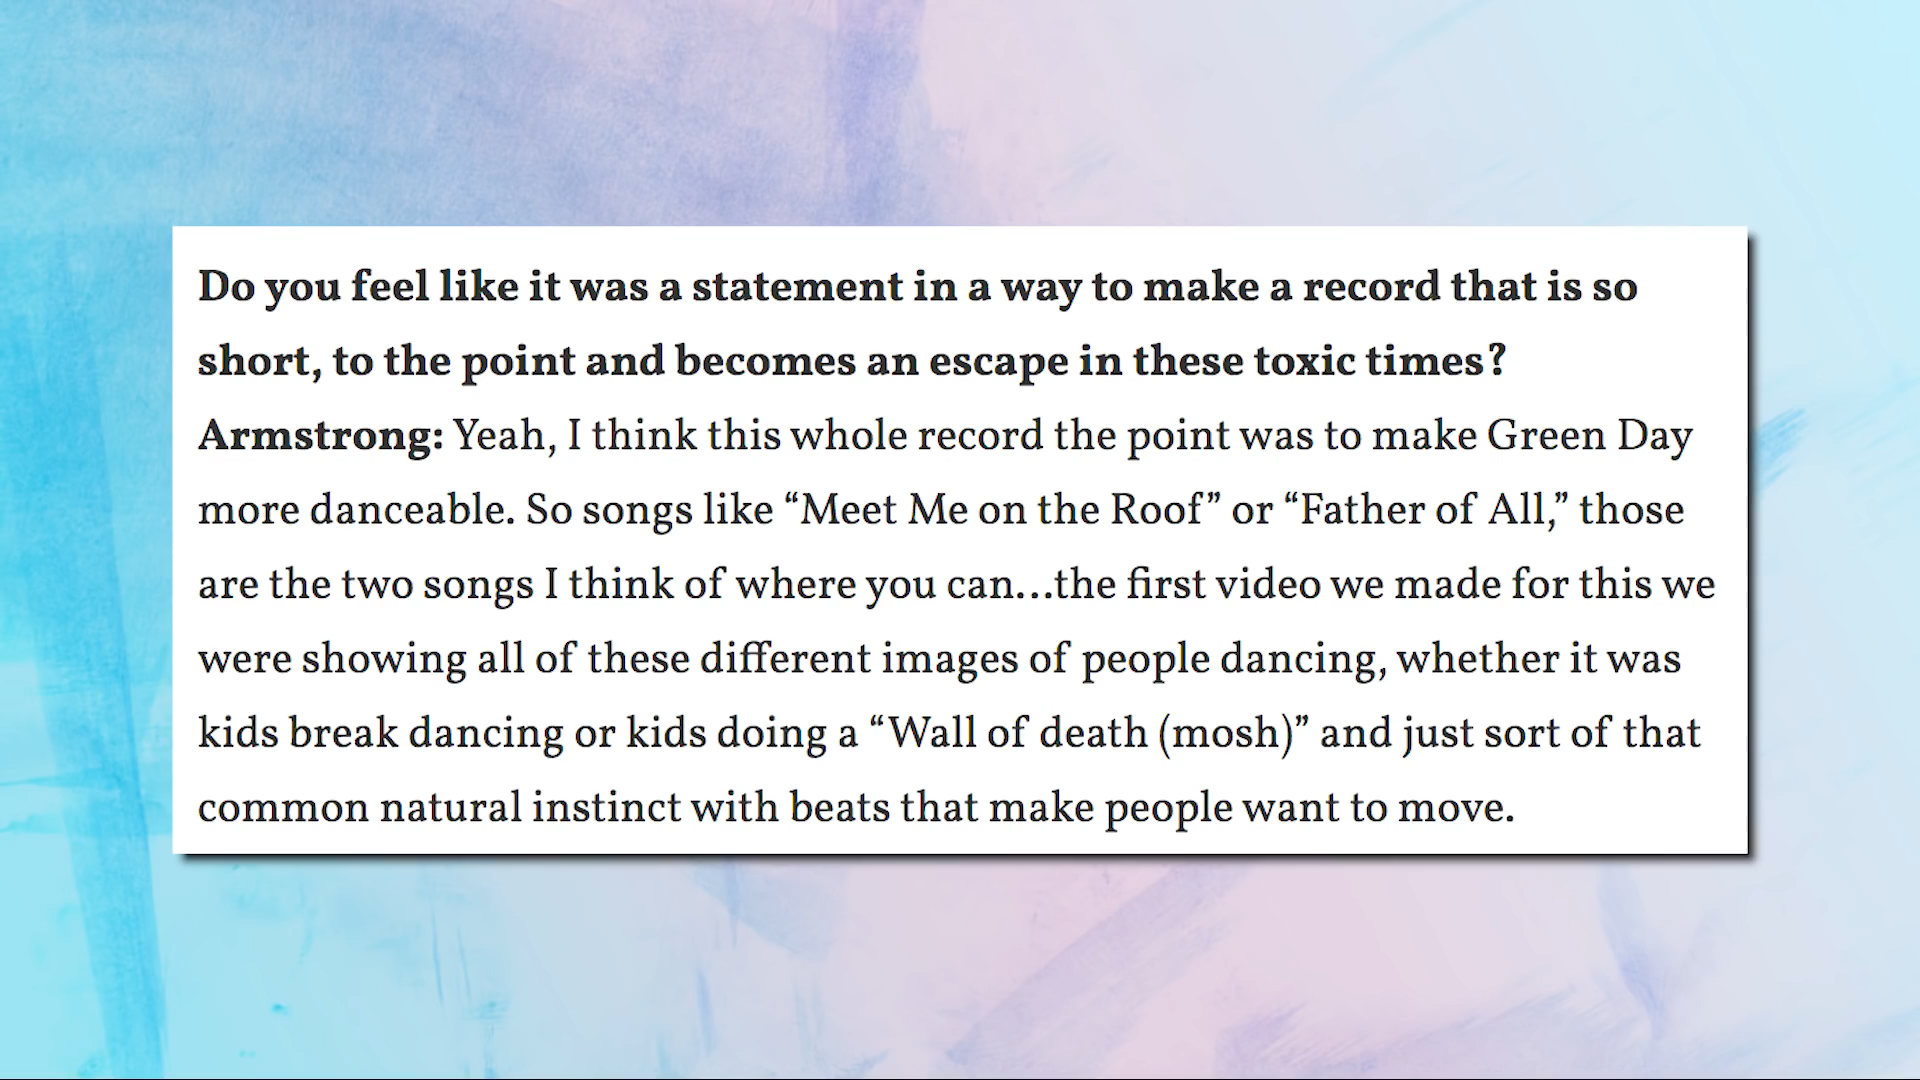 Do you feel like it was a statement in a way to make a record that is so
short, to the point and becomes an escape in these toxic times?
Armstrong: Yeah, I think this whole record the point was to make Green Day
more danceable. So songs like “Meet Me on the Roof” or “Father of All,” those
are the two songs I think of where you can...the first video we made for this we
were showing all of these different images of people dancing, whether it was
kids break dancing or kids doing a “Wall of death (mosh)” and just sort of that
common natural instinct with beats that make people want to move.